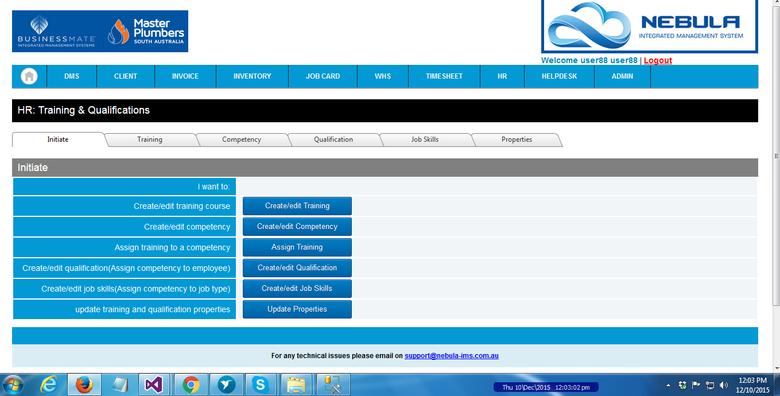 BUSINESSMATE
INTEGRATED MANAGEMENT SYSTEMS
Master
Plumbers
SOUTH AUSTRALIA
NEBULA
INTEGRATED MANAGEMENT SYSTEM
Welcome user88 user88 | Logout
DMS CLIENT INVOICE INVENTORY JOB CARD WHS TIMESHEET HR HELPDESK ADMIN
HR: Training & Qualifications
Initiate Training Competency Qualification Job Skills Properties
Initiate
I want to:
Create/edit training course Create/edit Training
Create/edit competency Create/edit Competency
Assign training to a competency Assign Training
Create/edit qualification(Assign competency to employee) Create/edit Qualification
Create/edit job skills(Assign competency to job type) Create/edit Job Skills
update training and qualification properties Update Properties
For any technical issues please email on support@nebula-ims.com.au
Thu 10\Dec\2015 12:03:02 pm
12:03 PM
12/10/2015